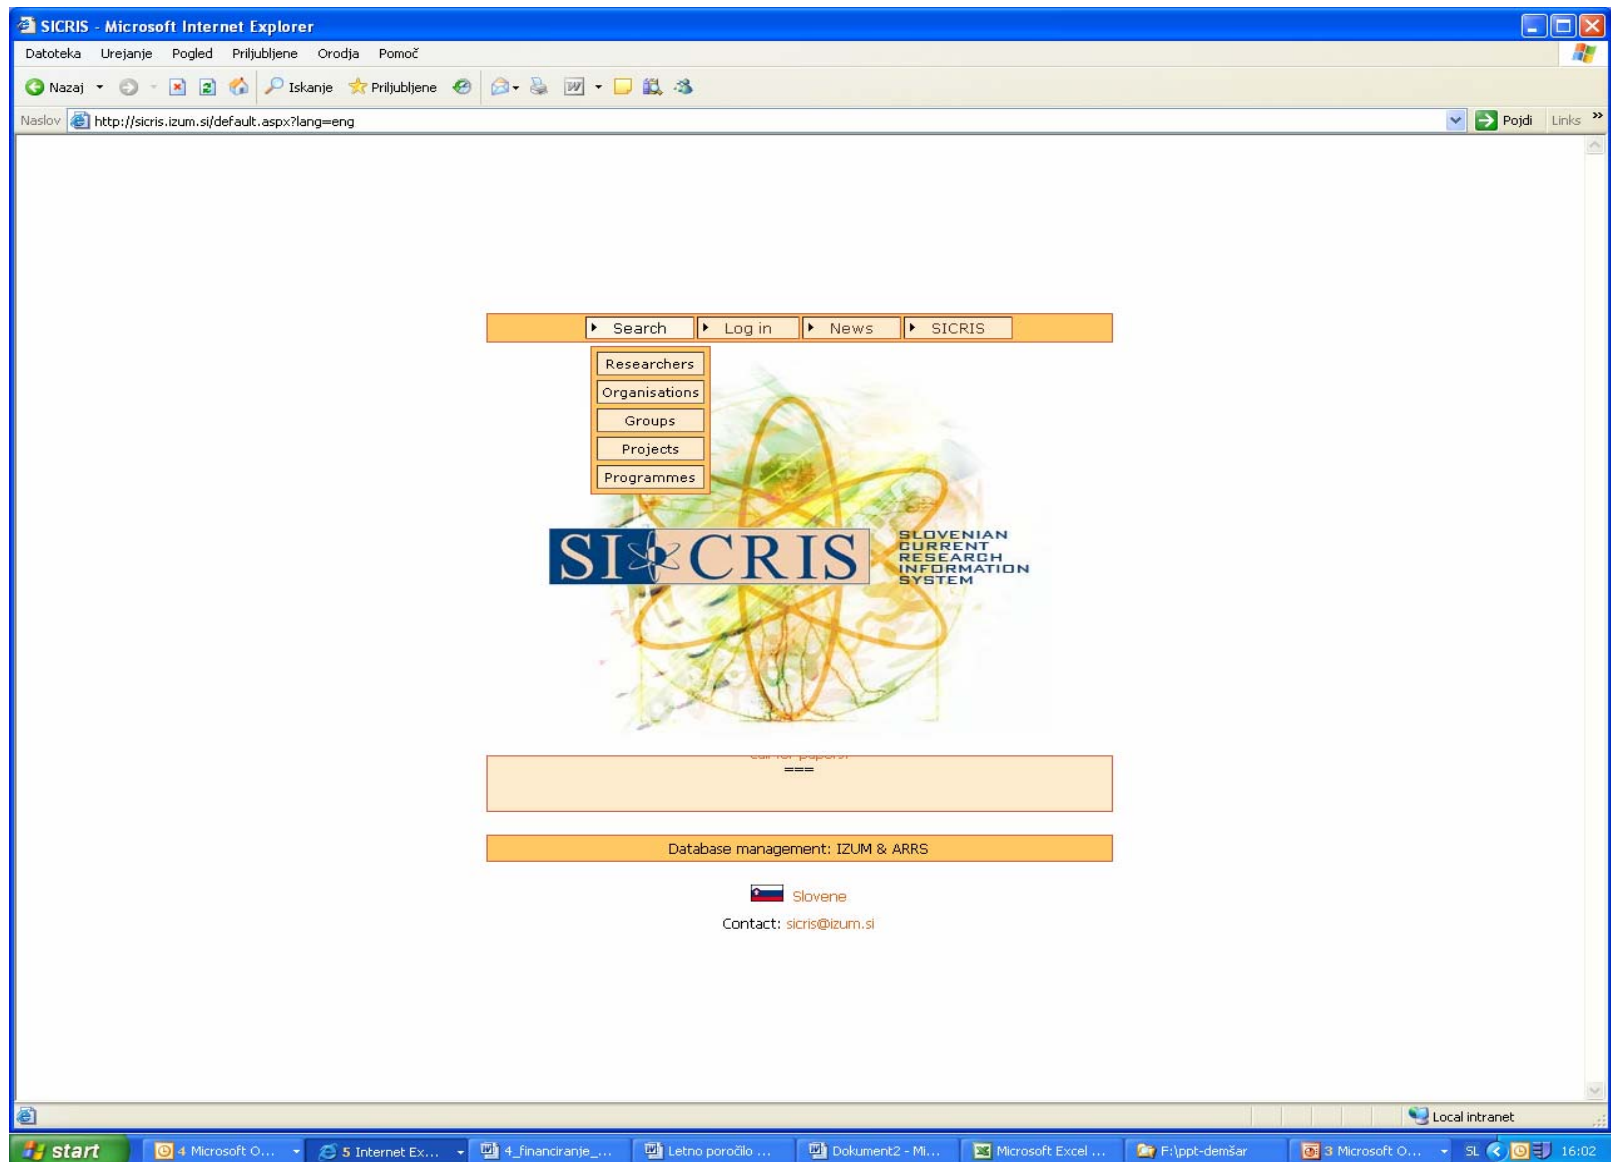 SICRIS - Microsoft Internet Explorer
Datoteka Urejanje Pogled Priljubljene Orodja Pomoč
Nazaj Iskanje Priljubljene
Naslov http://sicris.izum.si/default.aspx?lang=eng Pojdi Links »
Search Log in News SICRIS
Researchers
Organisations
Groups
Projects
Programmes
SI CRIS
SLOVENIAN
CURRENT
RESEARCH
INFORMATION
SYSTEM
===
Database management: IZUM & ARRS
Slovene
Contact: sicris@izum.si
Local intranet
start 4 Microsoft O... 5 Internet Ex... 4_financiranje_... Letno poročilo ... Dokument2 - Mi... Microsoft Excel ... F:\ppt-demšar 3 Microsoft O... SL 16:02